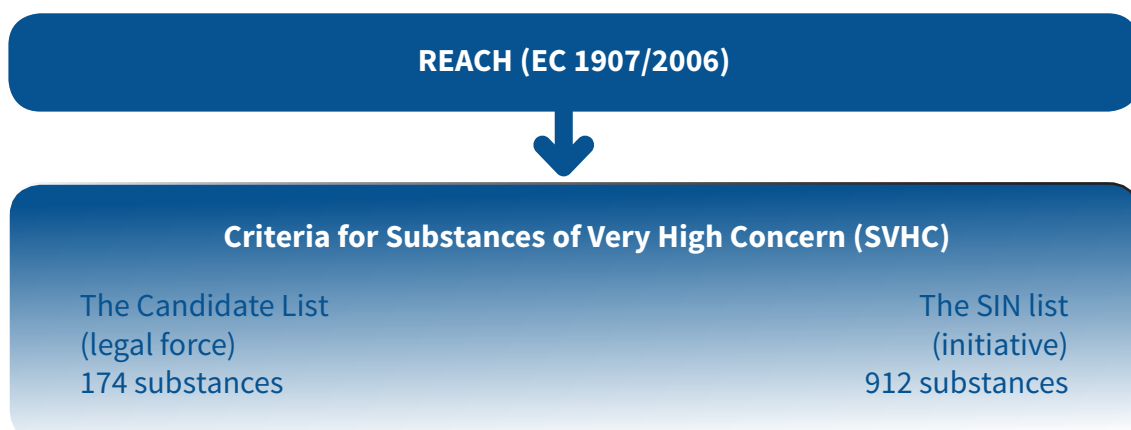 REACH (EC 1907/2006)
Criteria for Substances of Very High Concern (SVHC)
The Candidate List
(legal force)
174 substances
The SIN list
(initiative)
912 substances